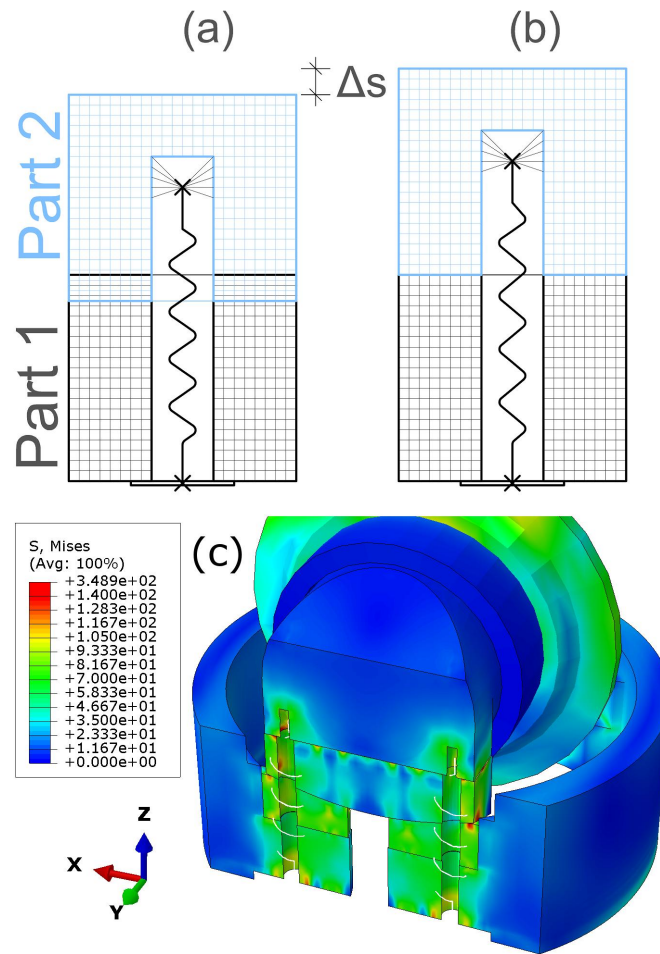 (a)
(b)
Δs
Part 2
Part 1
(c)
S, Mises
(Avg: 100%)
+3.489e+02
+1.400e+02
+1.283e+02
+1.167e+02
+1.050e+02
+9.333e+01
+8.167e+01
+7.000e+01
+5.833e+01
+4.667e+01
+3.500e+01
+2.333e+01
+1.167e+01
+0.000e+00
Z
X
Y